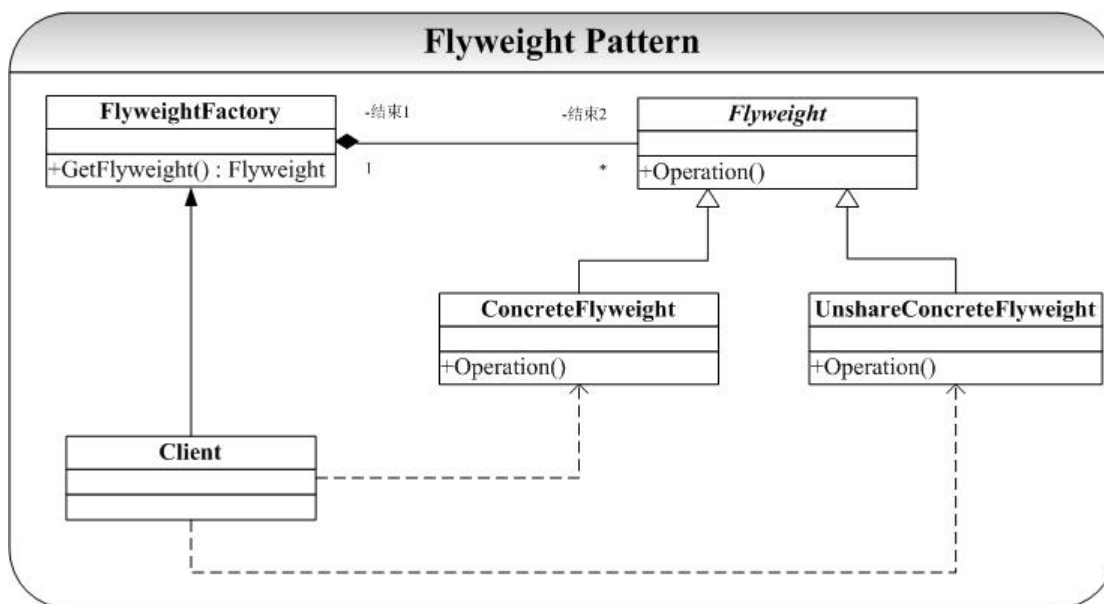 Flyweight Pattern
FlyweightFactory
+GetFlyweight() : Flyweight
-结束1
-结束2
1
*
Flyweight
+Operation()
ConcreteFlyweight
+Operation()
UnshareConcreteFlyweight
+Operation()
Client